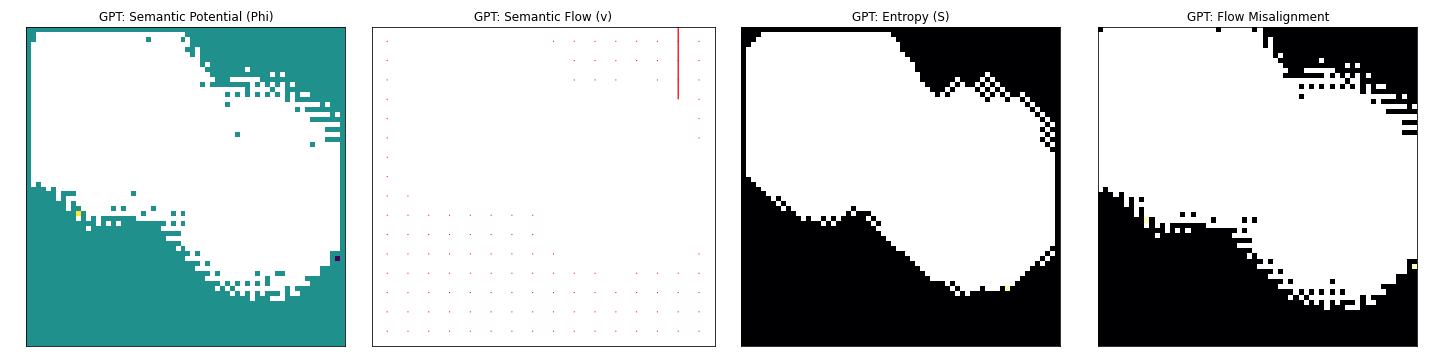 GPT: Semantic Potential (Phi)
GPT: Semantic Flow (v)
GPT: Entropy (S)
GPT: Flow Misalignment